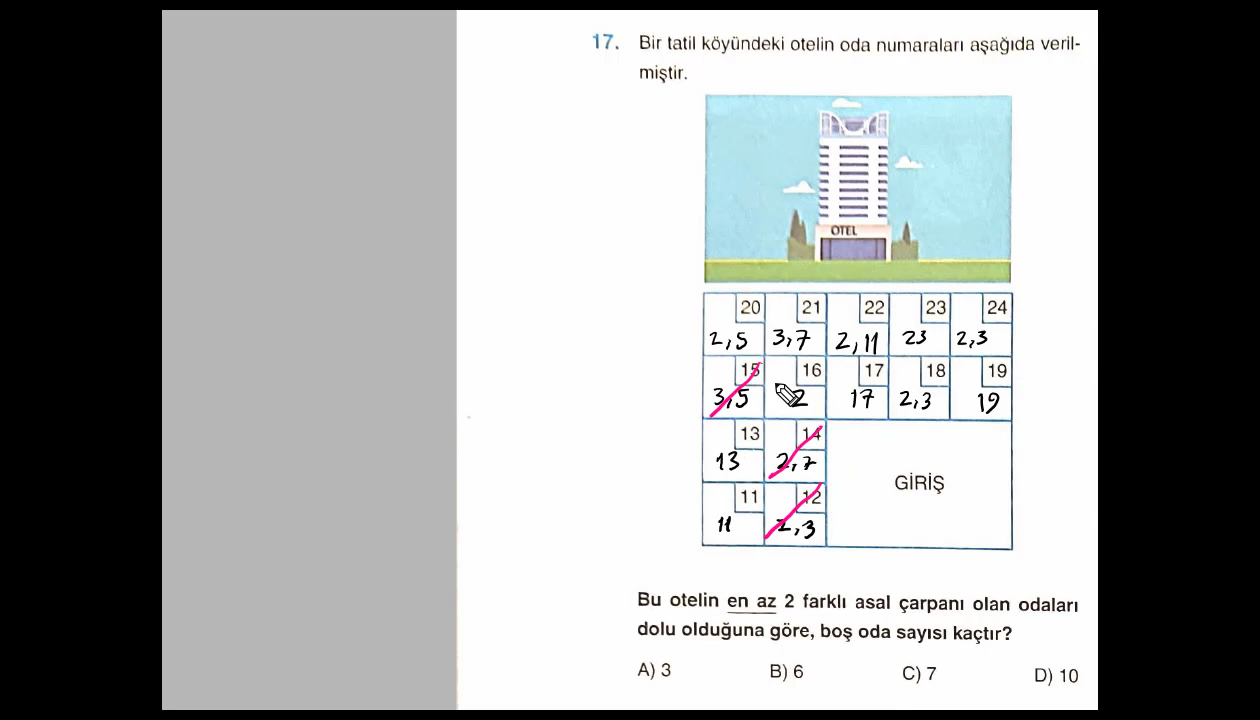 17. Bir tatil köyündeki otelin oda numaraları aşağıda veril-
miştir.
OTEL
20 21 22 23 24
2,5 3,7 2,11 23 2,3
15 16 17 18 19
3,5 2 17 2,3 19
13 14
13 2,7
GİRİŞ
11 12
11 2,3
Bu otelin en az 2 farklı asal çarpanı olan odaları
dolu olduğuna göre, boş oda sayısı kaçtır?
A) 3 B) 6 C) 7 D) 10